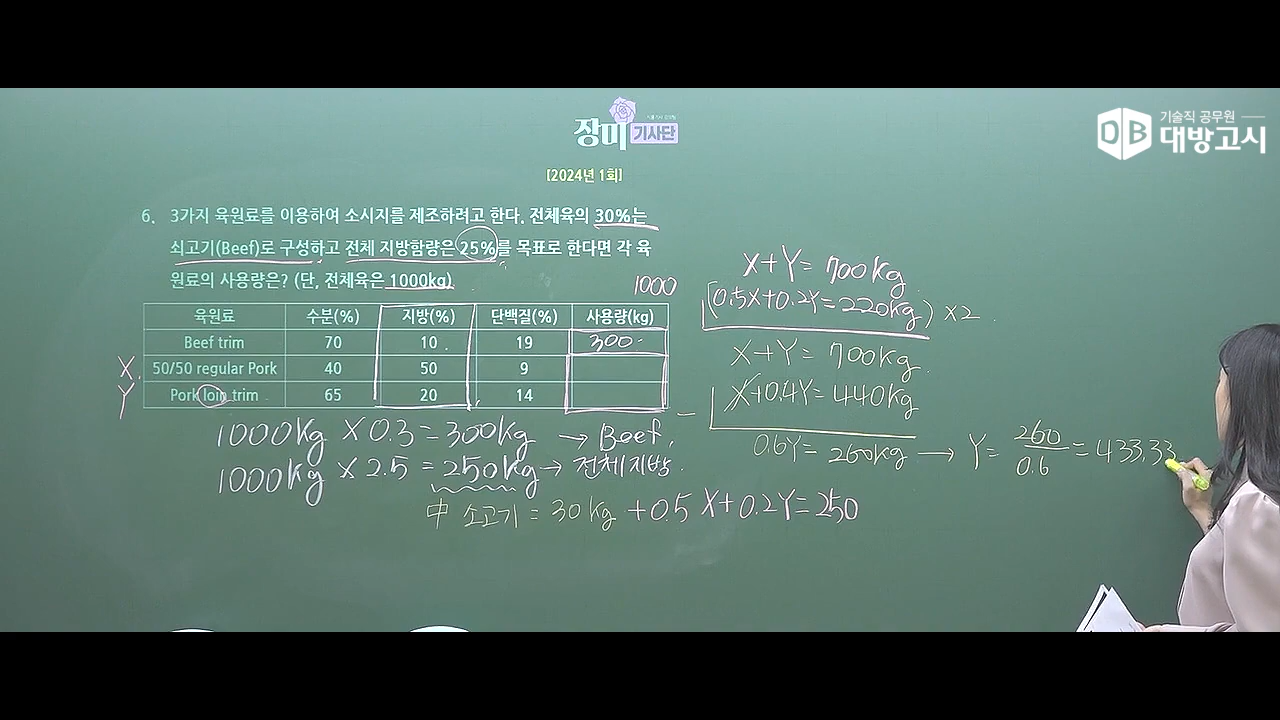 장미 기사단
기술직 공무원
대방고시
[2024년 1회]
6. 3가지 육원료를 이용하여 소시지를 제조하려고 한다. 전체육의 30%는
쇠고기(Beef)로 구성하고 전체 지방함량은 25%를 목표로 한다면 각 육
원료의 사용량은? (단, 전체육은 1000kg)
1000
육원료 수분(%) 지방(%) 단백질(%) 사용량(kg)
Beef trim 70 10 19 300
X 50/50 regular Pork 40 50 9
Y Pork loin trim 65 20 14
1000kg X 0.3 = 300kg → Beef.
1000kg X 2.5 = 250kg → 전체지방.
中 소고기 = 30kg + 0.5X + 0.2Y = 250
X + Y = 700kg
(0.5X + 0.2Y = 220kg) X 2
X + Y = 700kg
- X + 0.4Y = 440kg
0.6Y = 260kg → Y = 260/0.6 = 433.33